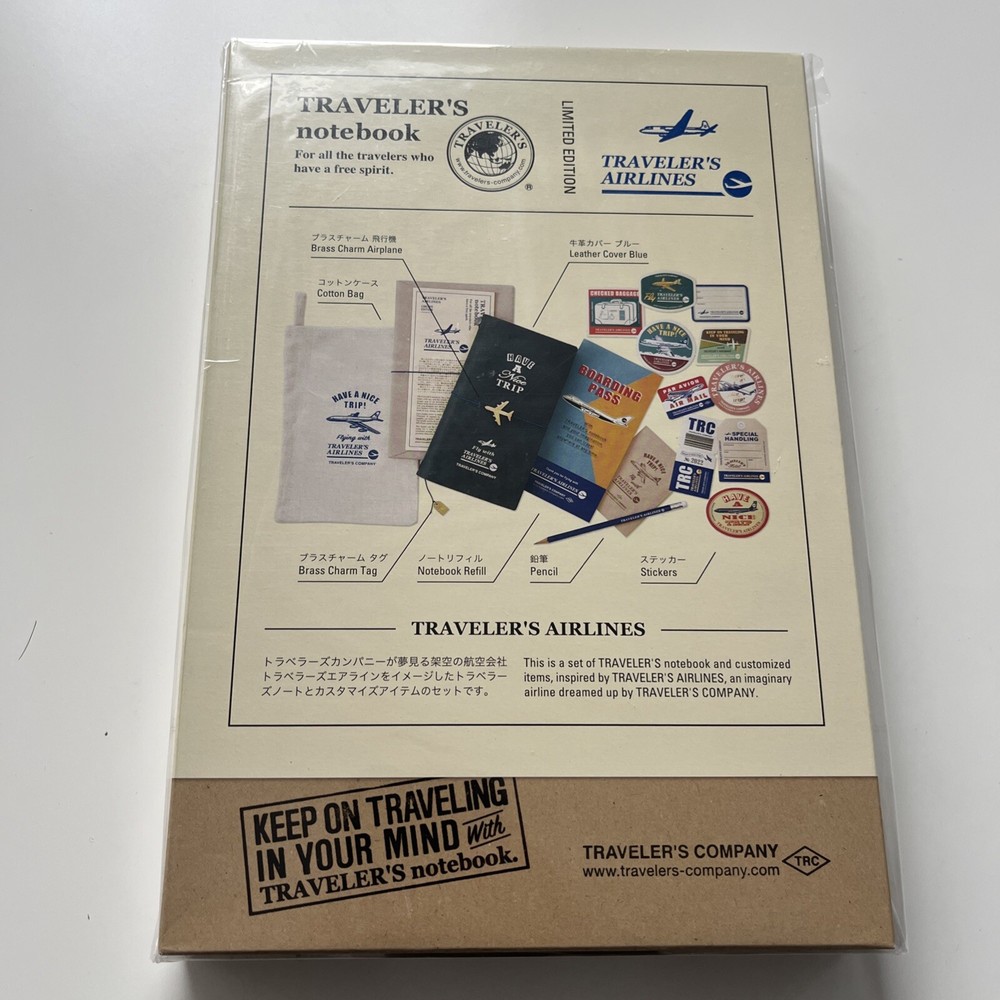 TRAVELER'S
notebook
For all the travelers who
have a free spirit.
TRAVELER'S
www.travelers-company.com
®
LIMITED EDITION
TRAVELER'S
AIRLINES
ブラスチャーム 飛行機
Brass Charm Airplane
牛革カバー ブルー
Leather Cover Blue
コットンケース
Cotton Bag
HAVE A NICE
TRIP!
Flying with
TRAVELER'S
AIRLINES
TRAVELER'S COMPANY
TRAVELER'S
AIRLINES
HAVE
A
Nice
TRIP
Fly with
TRAVELER'S
AIRLINES
TRAVELER'S COMPANY
BOARDING
PASS
TRAVELER'S AIRLINES
CHECKED BAGGAGE
Fly
HAVE A NICE
TRIP!
KEEP ON TRAVELING
IN YOUR
MIND
PAR AVION
AIR MAIL
TRAVELER'S AIRLINES
TRC
TRC
SPECIAL
HANDLING
HAVE
A
NICE
TRIP
ブラスチャーム タグ
Brass Charm Tag
ノートリフィル
Notebook Refill
鉛筆
Pencil
ステッカー
Stickers
TRAVELER'S AIRLINES
トラベラーズカンパニーが夢見る架空の航空会社
トラベラーズエアラインをイメージしたトラベラー
ズノートとカスタマイズアイテムのセットです。
This is a set of TRAVELER'S notebook and customized
items, inspired by TRAVELER'S AIRLINES, an imaginary
airline dreamed up by TRAVELER'S COMPANY.
KEEP ON TRAVELING
IN YOUR MIND With
TRAVELER'S notebook.
TRAVELER'S COMPANY
www.travelers-company.com
TRC